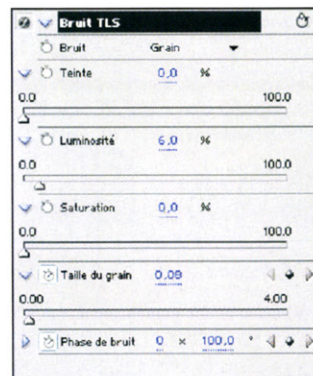 Bruit TLS
Bruit Grain
Teinte 0,0 %
0.0 100.0
Luminosité 6,0 %
0.0 100.0
Saturation 0,0 %
0.0 100.0
Taille du grain 0,08
0.00 4.00
Phase de bruit 0 x 100,0 °